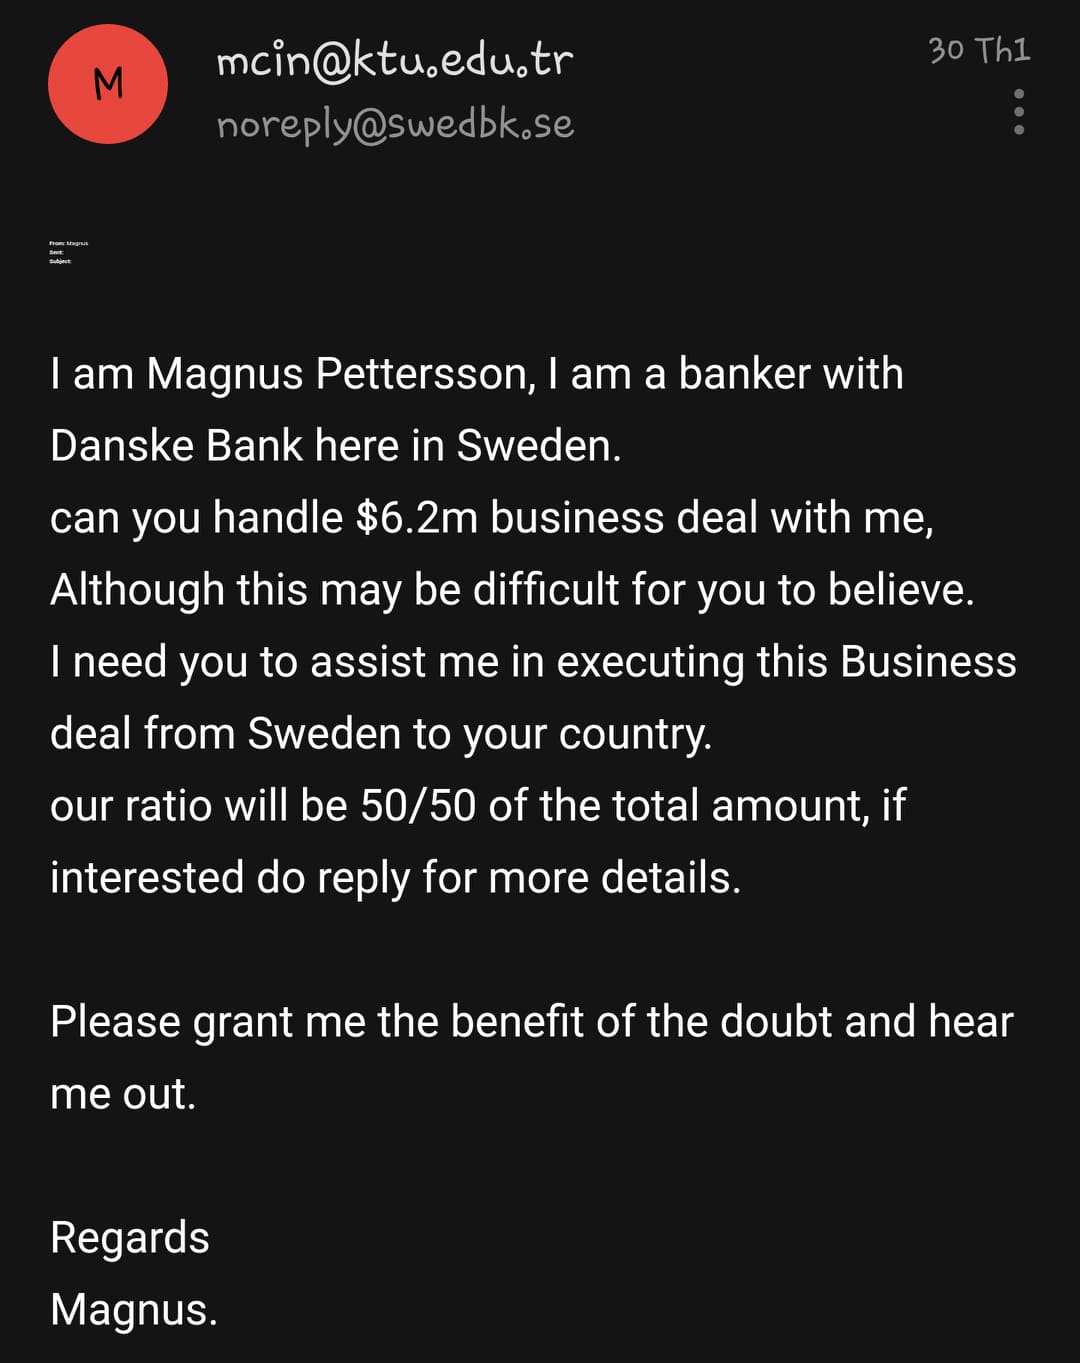 M
mcin@ktu.edu.tr
30 Th1
noreply@swedbk.se
From: Magnus
Sent:
Subject:
I am Magnus Pettersson, I am a banker with
Danske Bank here in Sweden.
can you handle $6.2m business deal with me,
Although this may be difficult for you to believe.
I need you to assist me in executing this Business
deal from Sweden to your country.
our ratio will be 50/50 of the total amount, if
interested do reply for more details.
Please grant me the benefit of the doubt and hear
me out.
Regards
Magnus.